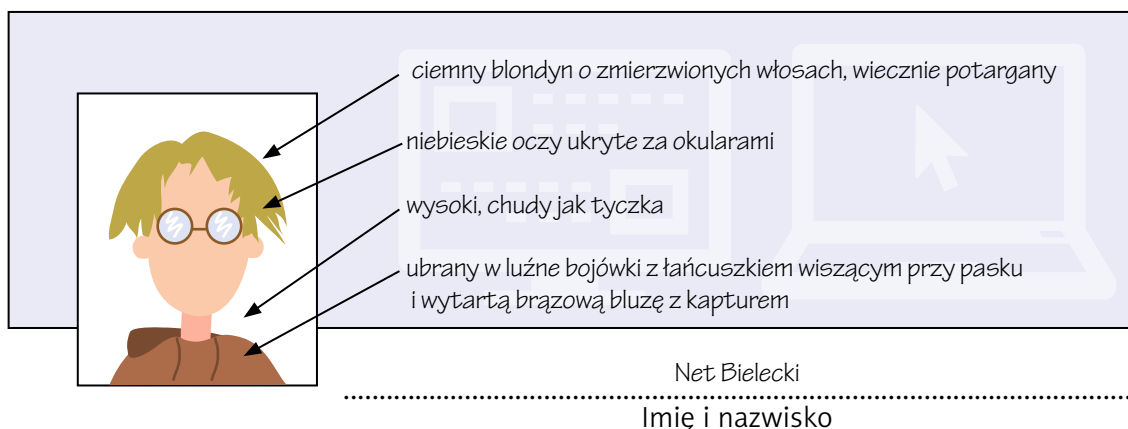 ciemny blondyn o zmierzwionych włosach, wiecznie potargany
niebieskie oczy ukryte za okularami
wysoki, chudy jak tyczka
ubrany w luźne bojówki z łańcuszkiem wiszącym przy pasku
i wytartą brązową bluzę z kapturem
Net Bielecki
Imię i nazwisko